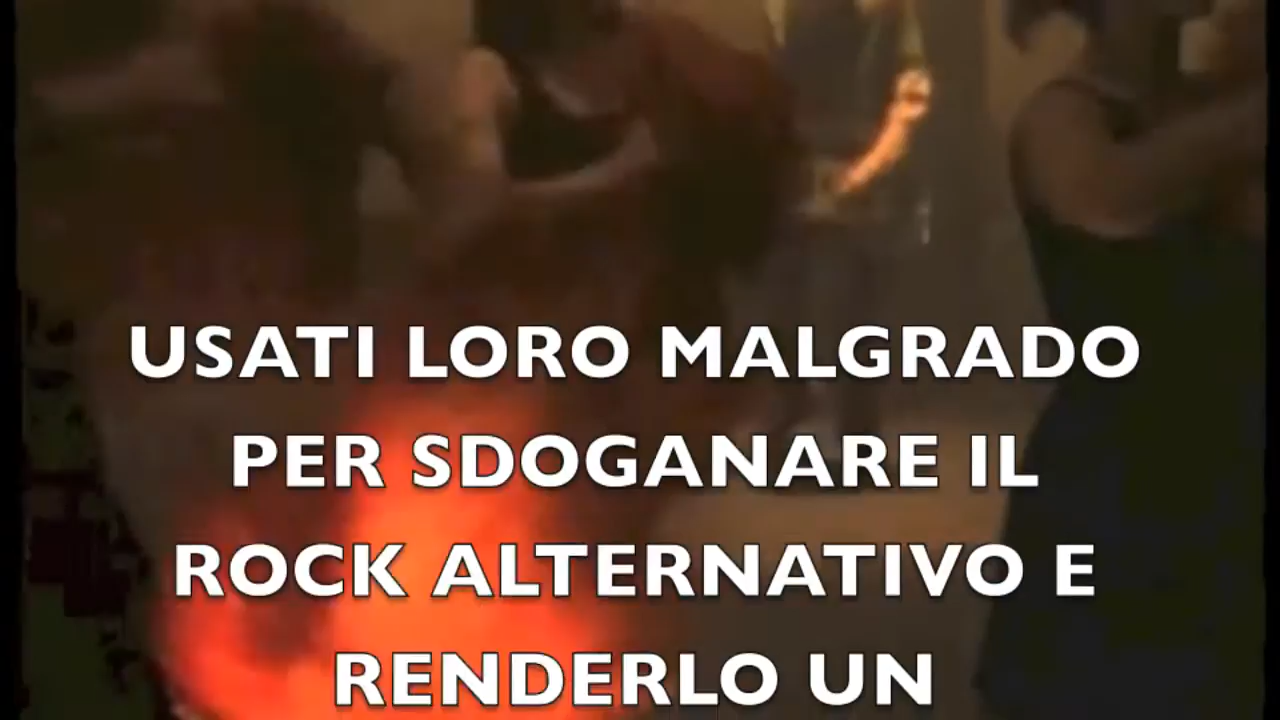 USATI LORO MALGRADO
PER SDOGANARE IL
ROCK ALTERNATIVO E
RENDERLO UN